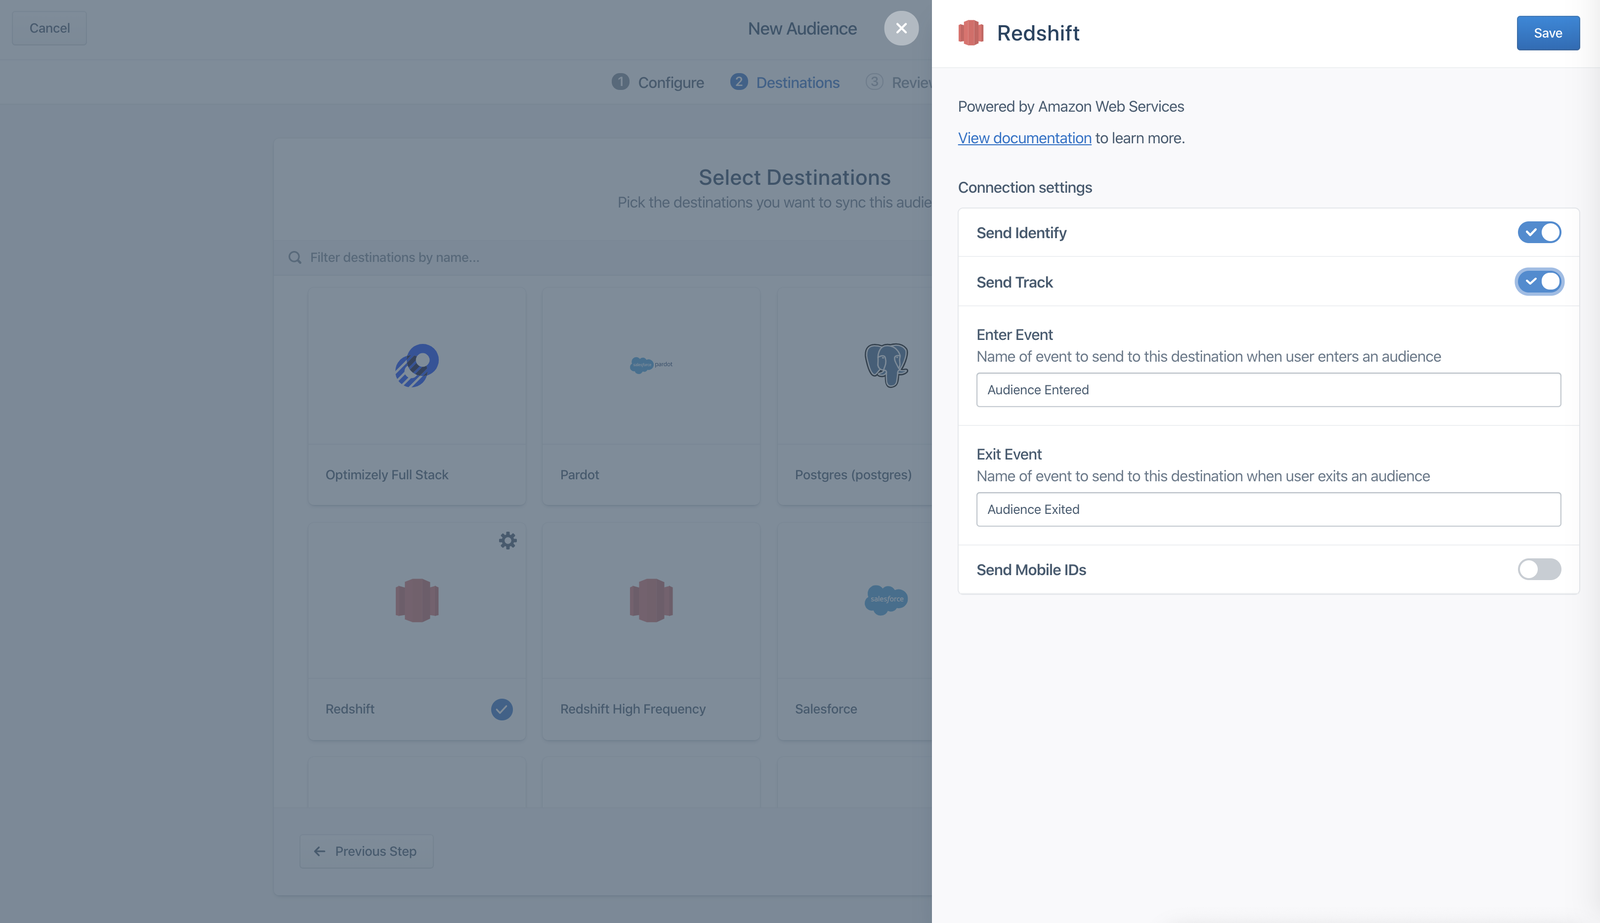 Cancel
New Audience
1 Configure
2 Destinations
3 Review
Select Destinations
Pick the destinations you want to sync this audie
Filter destinations by name...
pardot
Optimizely Full Stack
Pardot
Postgres (postgres)
salesforce
Redshift
Redshift High Frequency
Salesforce
Previous Step
Redshift
Save
Powered by Amazon Web Services
View documentation to learn more.
Connection settings
Send Identify
Send Track
Enter Event
Name of event to send to this destination when user enters an audience
Audience Entered
Exit Event
Name of event to send to this destination when user exits an audience
Audience Exited
Send Mobile IDs